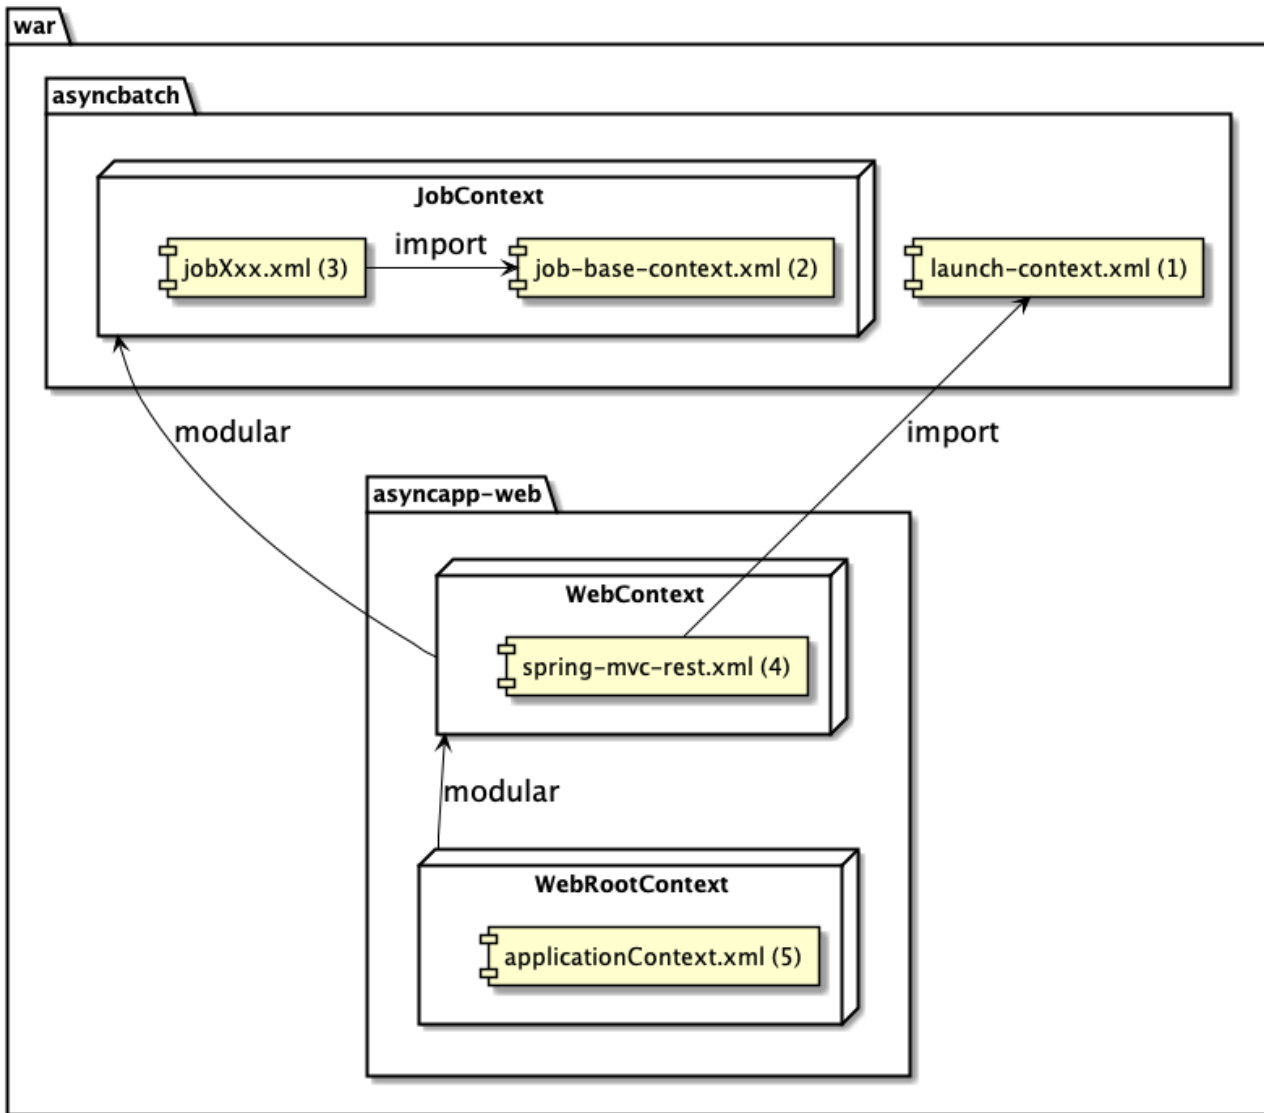 war
asyncbatch
JobContext
jobXxx.xml (3)
import
job-base-context.xml (2)
launch-context.xml (1)
modular
import
asyncapp-web
WebContext
spring-mvc-rest.xml (4)
modular
WebRootContext
applicationContext.xml (5)